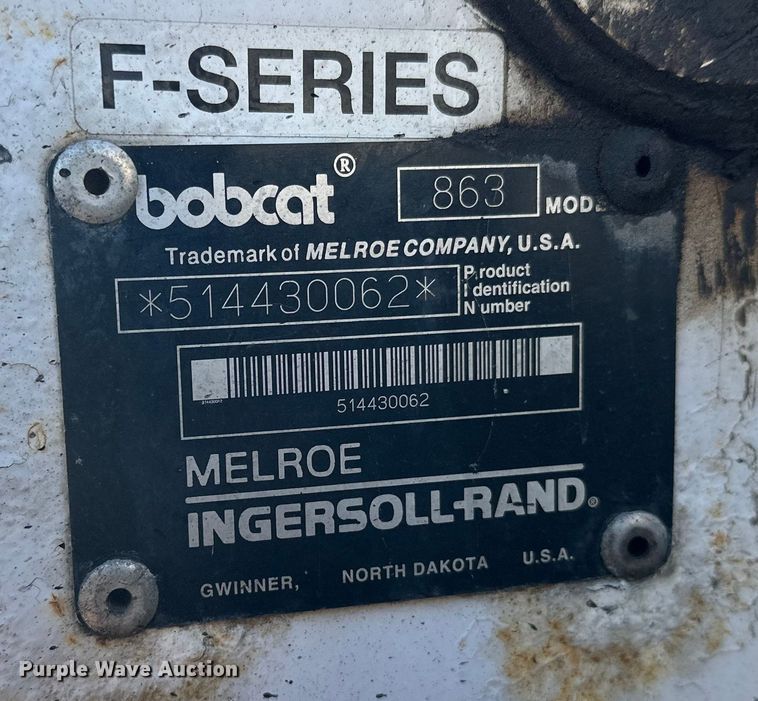 F-SERIES
bobcat®
863 MODE
Trademark of MELROE COMPANY, U.S.A.
*514430062*
Product
Identification
Number
514430062
MELROE
INGERSOLL-RAND®
GWINNER, NORTH DAKOTA U.S.A.
Purple Wave Auction